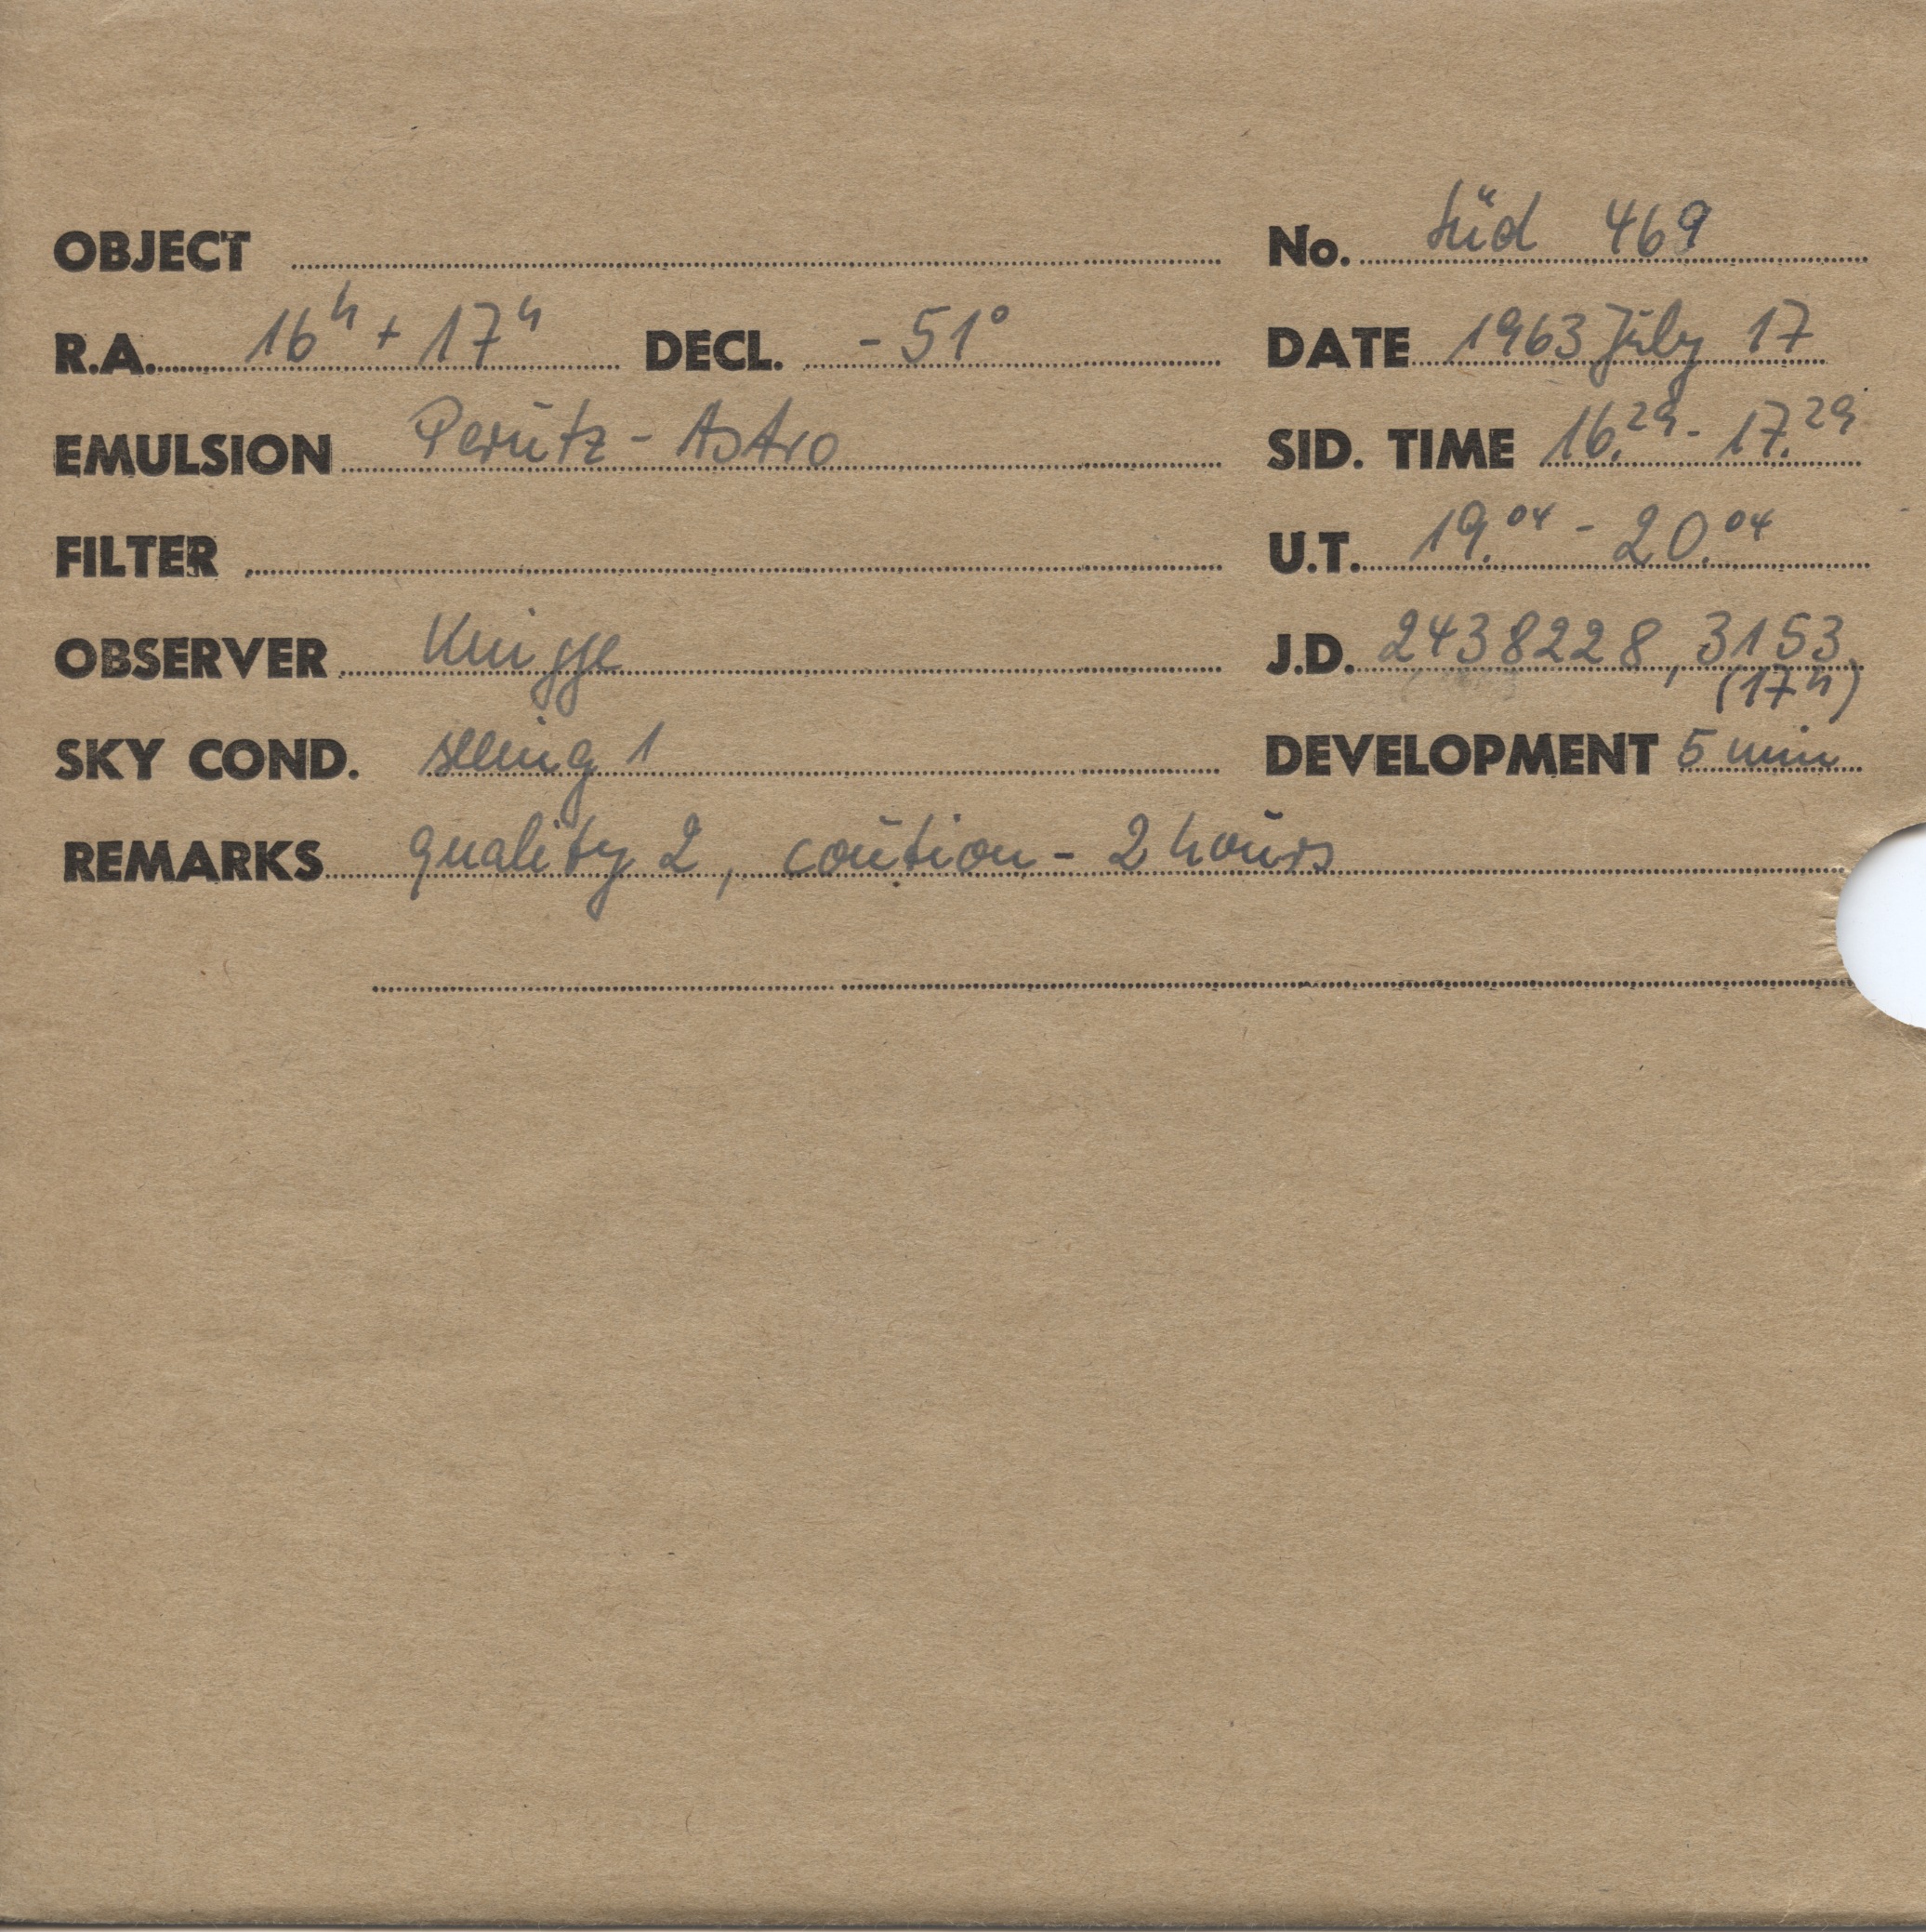 OBJECT No. Süd 469
R.A. 16h + 17h DECL. -51° DATE 1963 July 17
EMULSION Perutz-Astro SID. TIME 16.29 - 17.29
FILTER U.T. 19.04 - 20.04
OBSERVER Knigge J.D. 2438228,3153
(17h)
SKY COND. seeing 1 DEVELOPMENT 5 min
REMARKS quality 2, coution - 2 hours